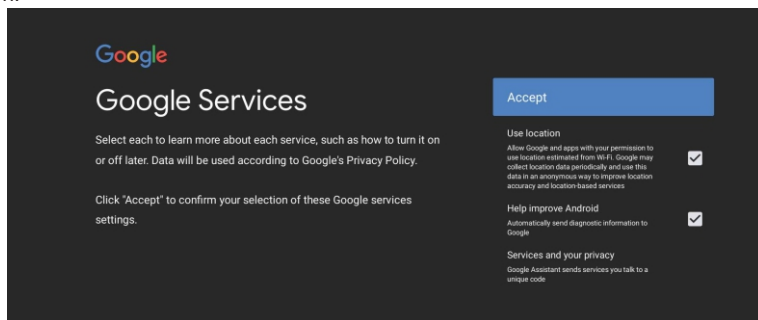 Google
Google Services
Select each to learn more about each service, such as how to turn it on
or off later. Data will be used according to Google's Privacy Policy.
Click "Accept" to confirm your selection of these Google services
settings.
Accept
Use location
Allow Google and apps with your permission to
use location estimated from Wi-Fi. Google may
collect location data periodically and use this
data in an anonymous way to improve location
accuracy and location-based services
Help improve Android
Automatically send diagnostic information to
Google
Services and your privacy
Google Assistant sends services you talk to a
unique code